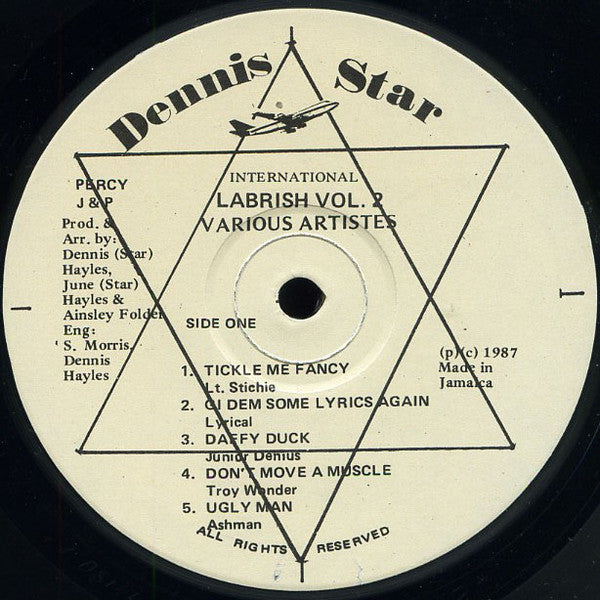 Dennis Star
INTERNATIONAL
LABRISH VOL. 2
VARIOUS ARTISTES
PERCY
J & P
Prod. &
Arr. by:
Dennis (Star)
Hayles,
June (Star)
Hayles &
Ainsley Folder
Eng:
S. Morris,
Dennis
Hayles
SIDE ONE
(p)(c) 1987
Made in
Jamaica
1. TICKLE ME FANCY
Lt. Stichie
2. GI DEM SOME LYRICS AGAIN
Lyrical
3. DAFFY DUCK
Junior Denius
4. DON'T MOVE A MUSCLE
Troy Wonder
5. UGLY MAN
Ashman
ALL RIGHTS RESERVED